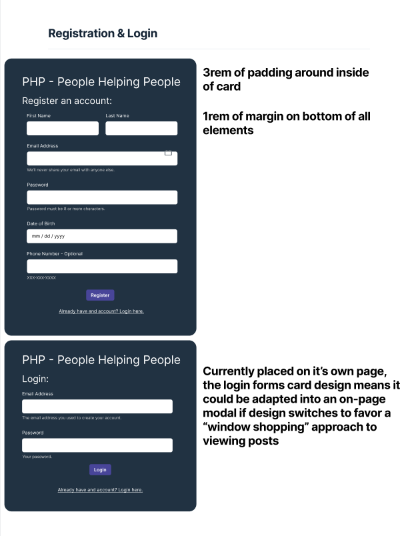 Registration & Login
PHP - People Helping People
Register an account:
First Name
Last Name
Email Address
We'll never share your email with anyone else.
Password
Password must be 8 or more characters.
Date of Birth
mm / dd / yyyy
Phone Number - Optional
xxx-xxx-xxxx
Register
Already have and account? Login here.
3rem of padding around inside
of card
1rem of margin on bottom of all
elements
PHP - People Helping People
Login:
Email Address
The email address you used to create your account
Password
Your password.
Login
Already have and account? Login here.
Currently placed on it's own page,
the login forms card design means it
could be adapted into an on-page
modal if design switches to favor a
"window shopping" approach to
viewing posts